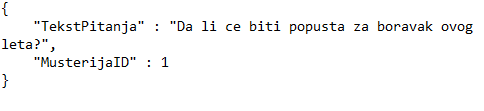 {
    "TekstPitanja" : "Da li ce biti popusta za boravak ovog
leta?",
    "MusterijaID" : 1
}